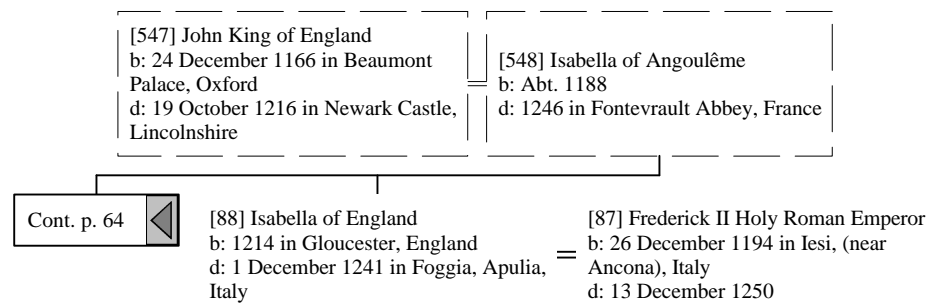 [547] John King of England
b: 24 December 1166 in Beaumont
Palace, Oxford
d: 19 October 1216 in Newark Castle,
Lincolnshire
=
[548] Isabella of Angoulême
b: Abt. 1188
d: 1246 in Fontevrault Abbey, France
Cont. p. 64
[88] Isabella of England
b: 1214 in Gloucester, England
d: 1 December 1241 in Foggia, Apulia,
Italy
=
[87] Frederick II Holy Roman Emperor
b: 26 December 1194 in Iesi, (near
Ancona), Italy
d: 13 December 1250